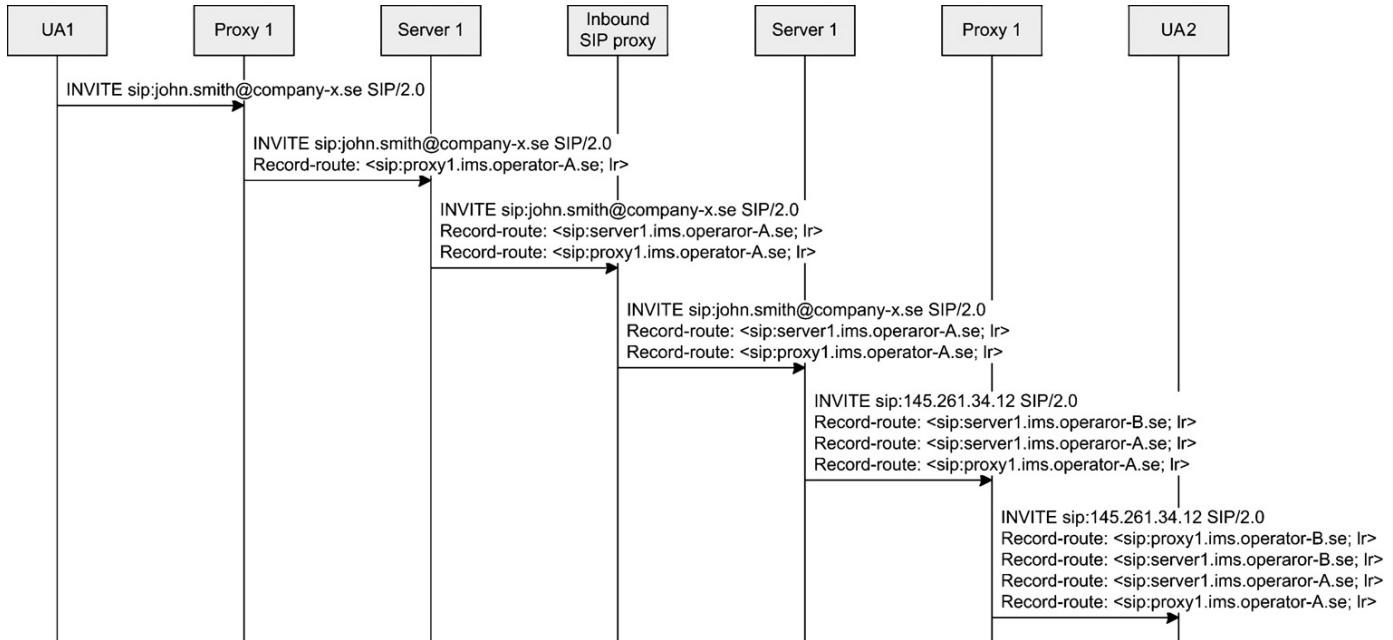 UA1
Proxy 1
Server 1
Inbound
SIP proxy
Server 1
Proxy 1
UA2
INVITE sip:john.smith@company-x.se SIP/2.0
INVITE sip:john.smith@company-x.se SIP/2.0
Record-route: <sip:proxy1.ims.operator-A.se; lr>
INVITE sip:john.smith@company-x.se SIP/2.0
Record-route: <sip:server1.ims.operaror-A.se; lr>
Record-route: <sip:proxy1.ims.operator-A.se; lr>
INVITE sip:john.smith@company-x.se SIP/2.0
Record-route: <sip:server1.ims.operaror-A.se; lr>
Record-route: <sip:proxy1.ims.operator-A.se; lr>
INVITE sip:145.261.34.12 SIP/2.0
Record-route: <sip:server1.ims.operaror-B.se; lr>
Record-route: <sip:server1.ims.operaror-A.se; lr>
Record-route: <sip:proxy1.ims.operator-A.se; lr>
INVITE sip:145.261.34.12 SIP/2.0
Record-route: <sip:proxy1.ims.operator-B.se; lr>
Record-route: <sip:server1.ims.operaror-B.se; lr>
Record-route: <sip:server1.ims.operaror-A.se; lr>
Record-route: <sip:proxy1.ims.operator-A.se; lr>